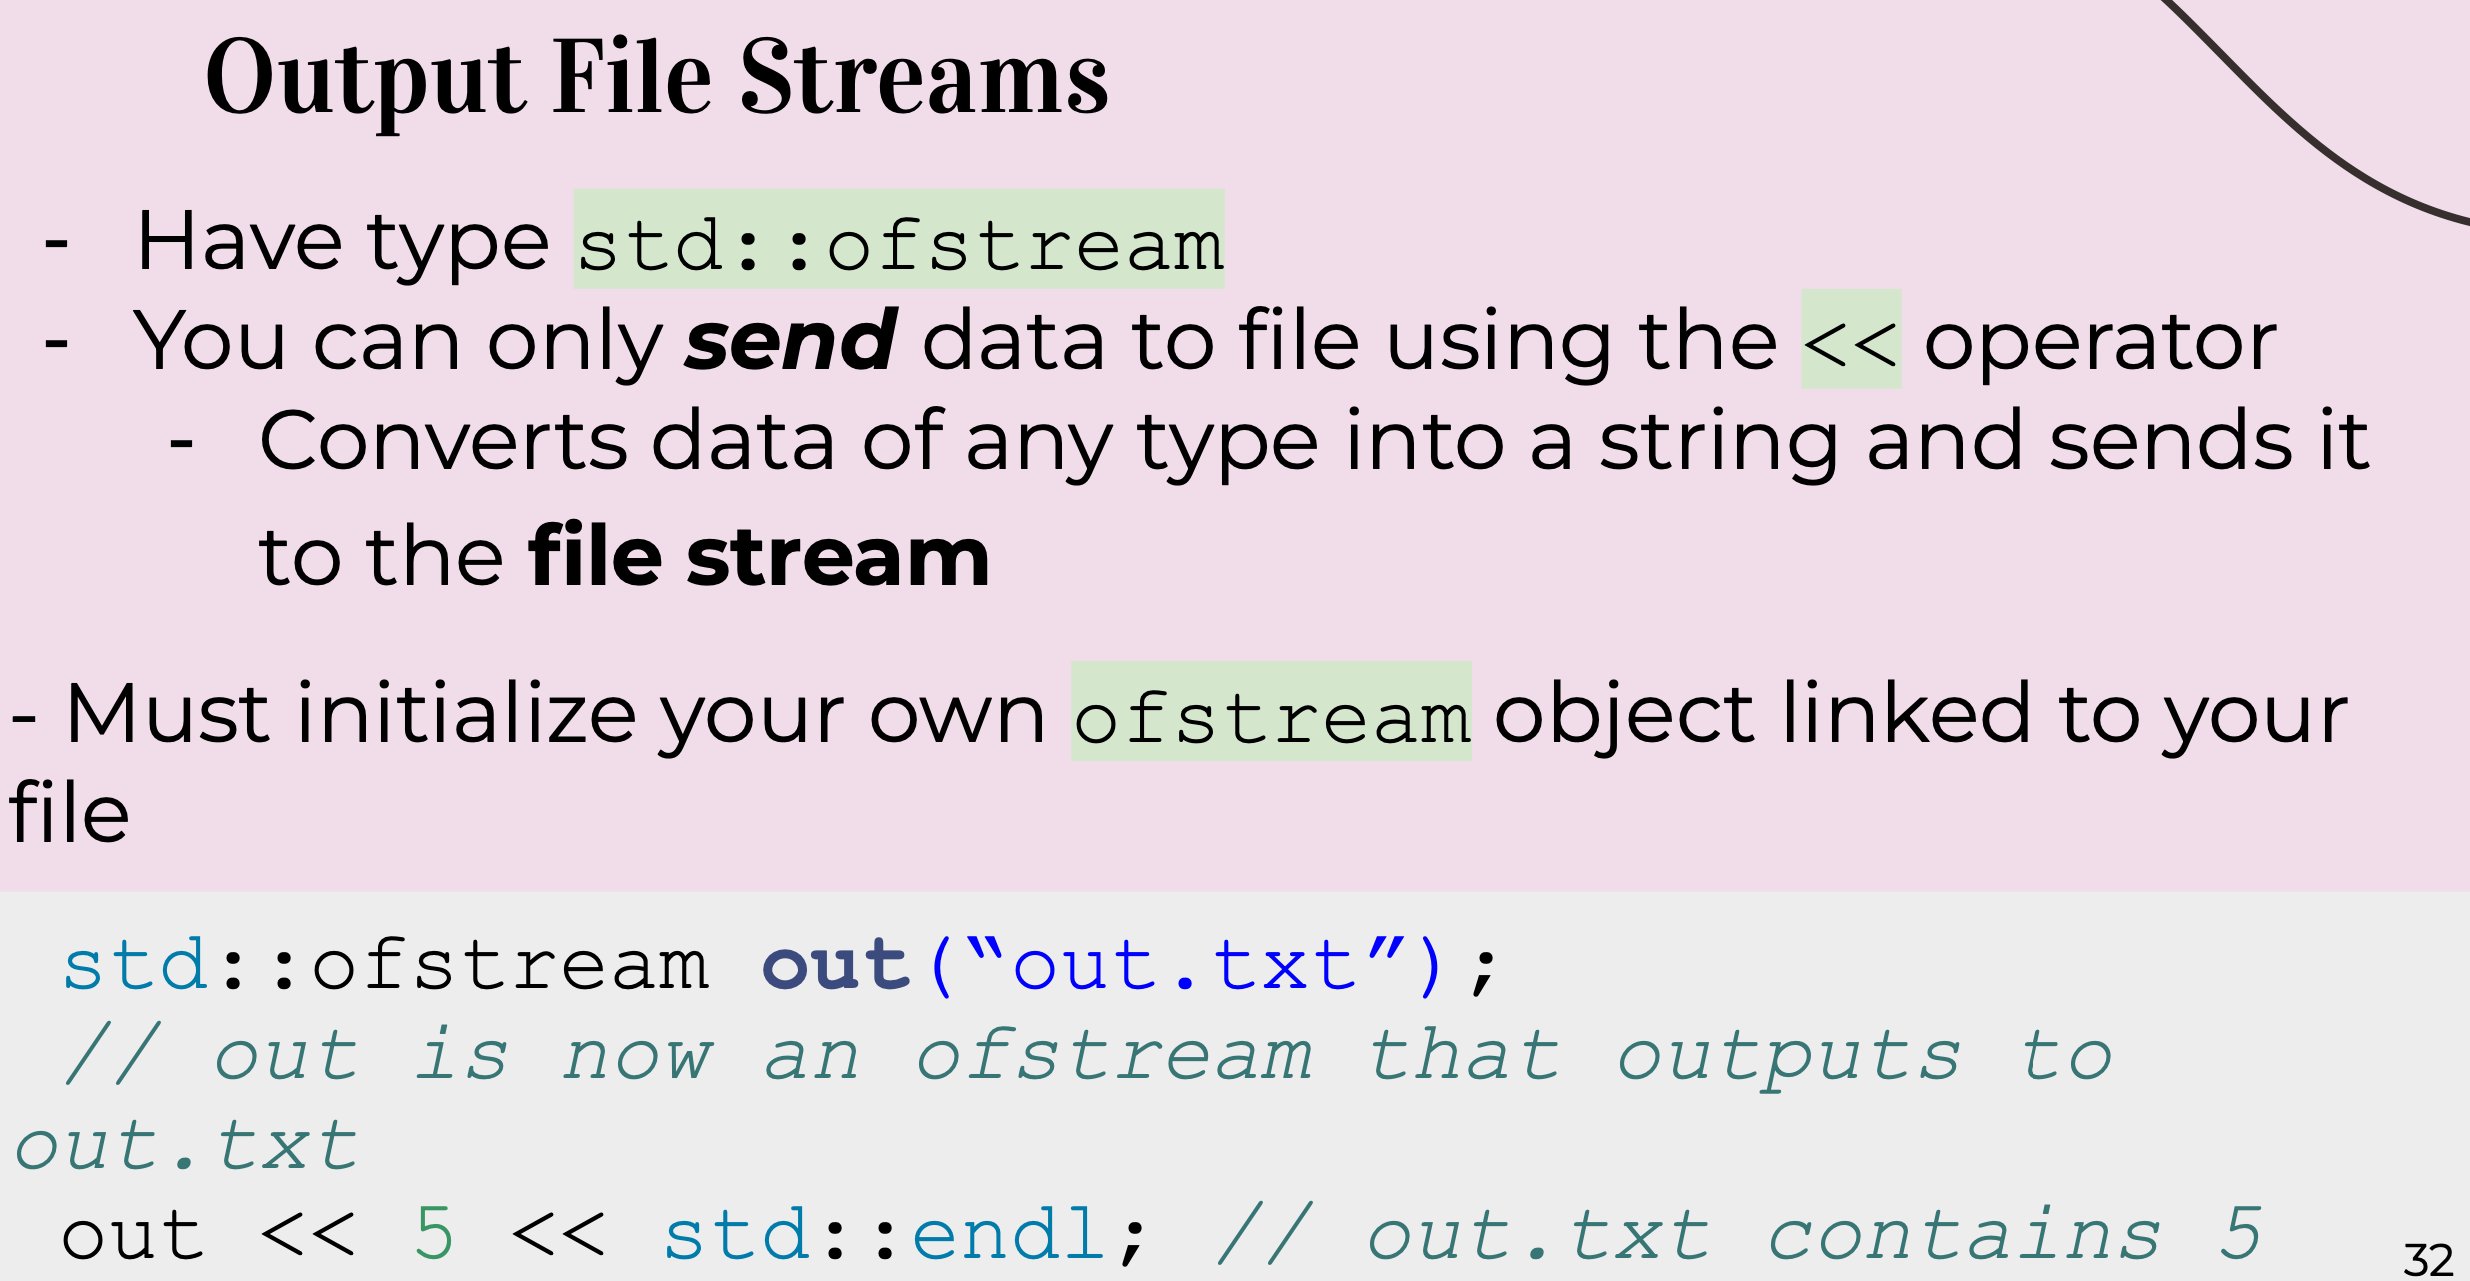 Output File Streams
- Have type std::ofstream
- You can only send data to file using the << operator
- Converts data of any type into a string and sends it
to the file stream
- Must initialize your own ofstream object linked to your
file
std::ofstream out(“out.txt”);
// out is now an ofstream that outputs to
out.txt
out << 5 << std::endl; // out.txt contains 5
32